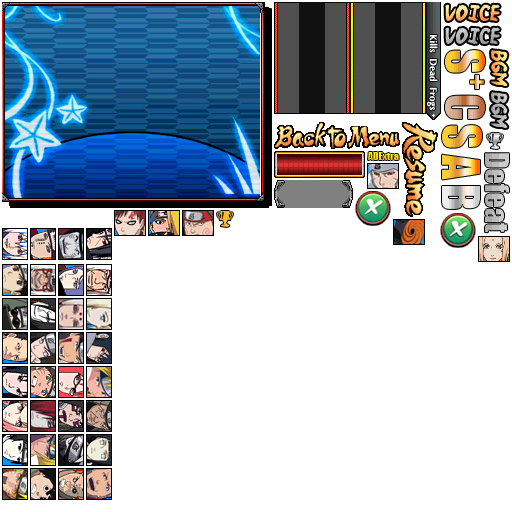 VOICE
VOICE
BGM
BGM
Kills Dead Frogs
S+
C S A B
Defeat
Back to Menu
ADExtra
Resume